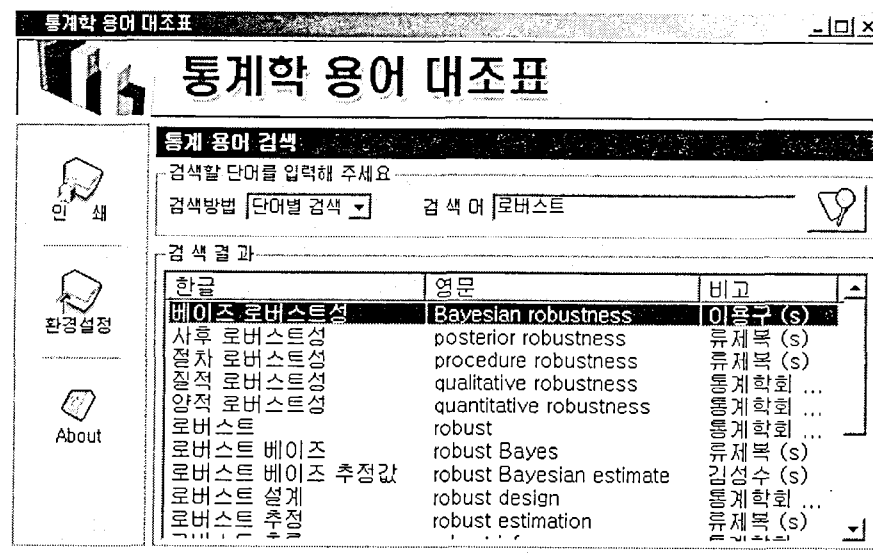 통계학 용어 대조표
통계학 용어 대조표
통계 용어 검색
검색할 단어를 입력해 주세요
검색방법 단어별 검색 검 색 어 로버스트
인 쇄
환경설정
About
검 색 결 과
한글 영문 비고
베이즈 로버스트성 Bayesian robustness 이용구 (s)
사후 로버스트성 posterior robustness 류제복 (s)
절차 로버스트성 procedure robustness 류제복 (s)
질적 로버스트성 qualitative robustness 통계학회 ...
양적 로버스트성 quantitative robustness 통계학회 ...
로버스트 robust 통계학회 ...
로버스트 베이즈 robust Bayes 류제복 (s)
로버스트 베이즈 추정값 robust Bayesian estimate 김성수 (s)
로버스트 설계 robust design 통계학회 ...
로버스트 추정 robust estimation 류제복 (s)